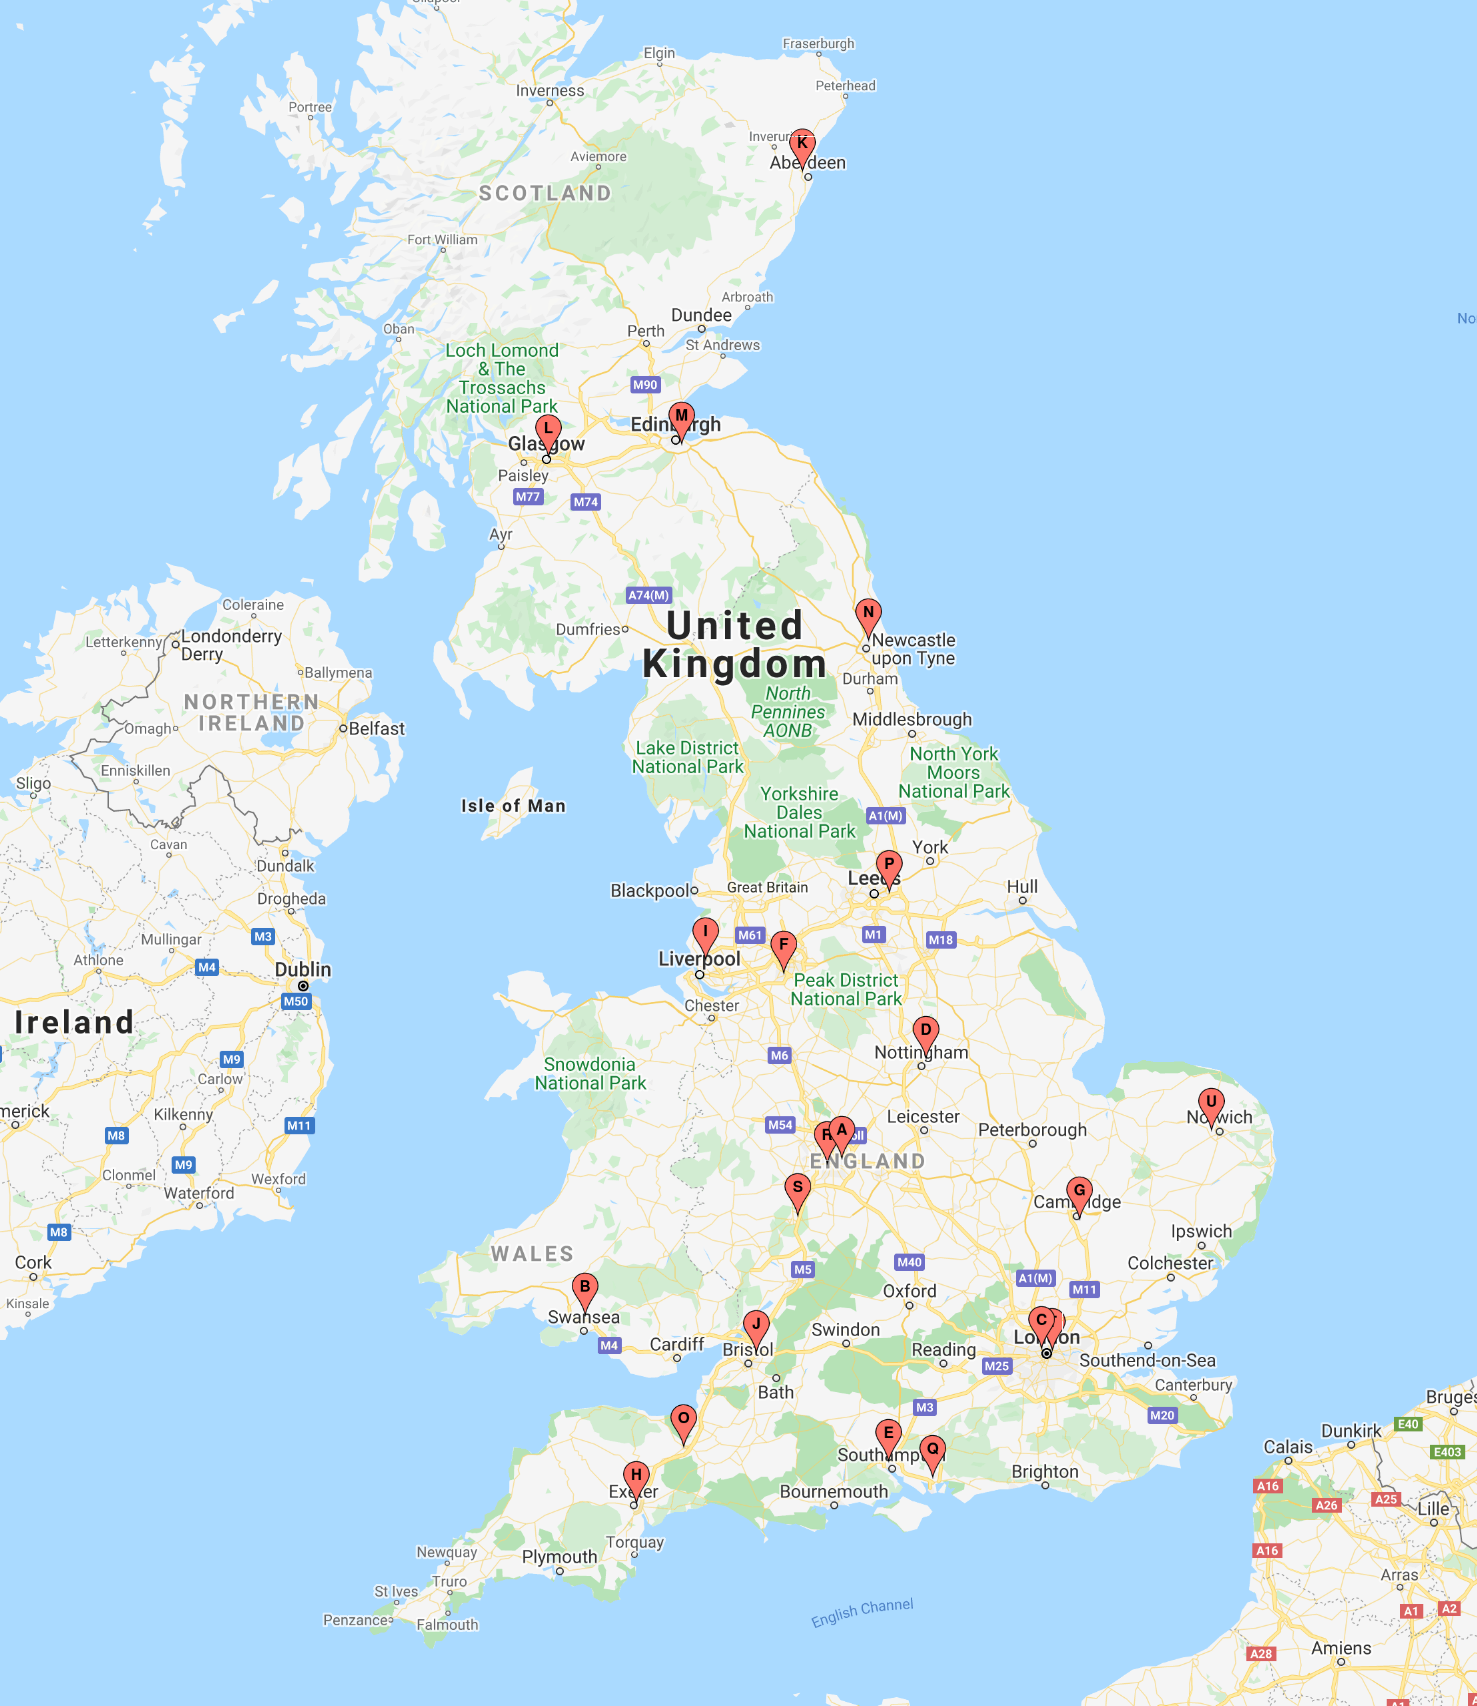 Elgin
Fraserburgh
Peterhead
Inverness
Portree
K
Aberdeen
Aviemore
SCOTLAND
Fort William
Arbroath
Dundee
No
Oban
Perth
St Andrews
Loch Lomond
& The
Trossachs
National Park
M90
L
M
Edinburgh
Glasgow
Paisley
M77
M74
Ayr
A74(M)
Coleraine
N
United
Kingdom
Dumfries
Letterkenny
Londonderry
Derry
Newcastle
upon Tyne
Ballymena
Durham
NORTHERN
IRELAND
North
Pennines
AONB
Omagh
Belfast
Middlesbrough
Lake District
National Park
North York
Moors
National Park
Enniskillen
Sligo
Isle of Man
Yorkshire
Dales
National Park
A1(M)
Cavan
York
Dundalk
P
Leeds
Blackpool
Great Britain
Hull
Drogheda
M3
Mullingar
I
M61
F
M1
M18
Athlone
M4
Dublin
Liverpool
M50
Peak District
National Park
Chester
Ireland
D
Nottingham
M9
M6
Snowdonia
National Park
Carlow
merick
Kilkenny
M11
M8
M54
A
Leicester
Peterborough
U
Norwich
ENGLAND
M9
Clonmel
Wexford
Waterford
S
G
Cambridge
M8
Ipswich
WALES
Cork
M5
M40
Colchester
A1(M)
M11
Kinsale
B
Oxford
Swansea
J
Swindon
C
London
M4
Cardiff
Bristol
Reading
M25
Southend-on-Sea
Bath
Canterbury
M3
M20
Bruges
O
E
Q
Southampton
E40
Dunkirk
Calais
E403
H
Exeter
Brighton
Bournemouth
A16
A26
A25
Lille
Torquay
Newquay
Plymouth
A16
Truro
St Ives
Arras
Penzance
Falmouth
English Channel
A1
A2
A28
Amiens